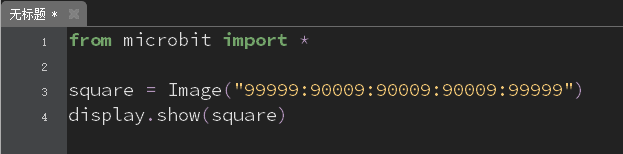 无标题 *
1 from microbit import *
2
3 square = Image("99999:90009:90009:90009:99999")
4 display.show(square)